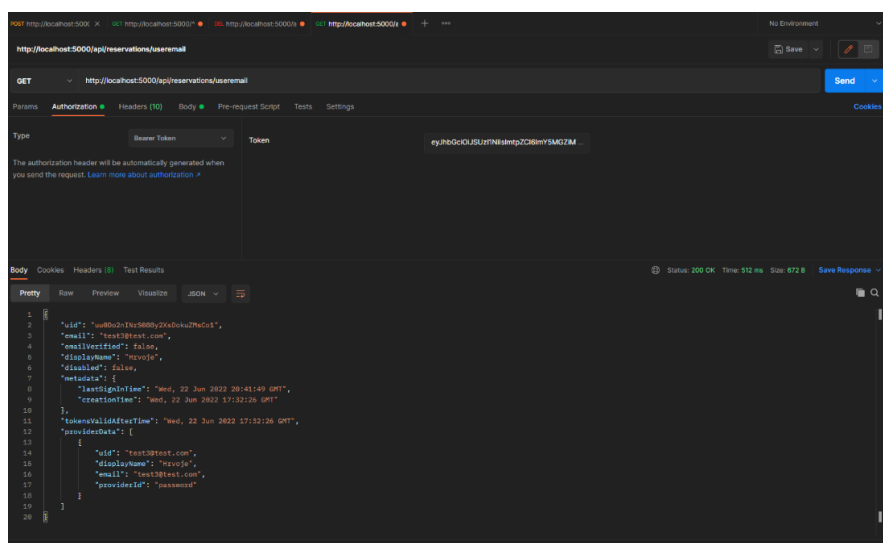 POST http://localhost:500( GET http://localhost:5000/" DEL http://localhost:5000/a GET http://localhost:5000/a No Environment
http://localhost:5000/api/reservations/useremail Save
GET http://localhost:5000/api/reservations/useremail Send
Params Authorization Headers (10) Body Pre-request Script Tests Settings Cookies
Type Bearer Token Token
The authorization header will be automatically generated when
you send the request. Learn more about authorization
Body Cookies Headers (8) Test Results Status: 200 OK Time: 512 ms Size: 672 B Save Response
Pretty Raw Preview Visualize JSON
1 {
2 "uid":
3 "email": "test3@test.com",
4 "emailVerified": false,
5 "displayName": "Hrvoje",
6 "disabled": false,
7 "metadata": {
8 "lastSignInTime": "Wed, 22 Jun 2022 20:41:49 GMT",
9 "creationTime": "Wed, 22 Jun 2022 17:32:26 GMT"
10 },
11 "tokensValidAfterTime": "Wed, 22 Jun 2022 17:32:26 GMT",
12 "providerData": [
13 {
14 "uid": "test3@test.com",
15 "displayName": "Hrvoje",
16 "email": "test3@test.com",
17 "providerId": "password"
18 }
19 ]
20 }